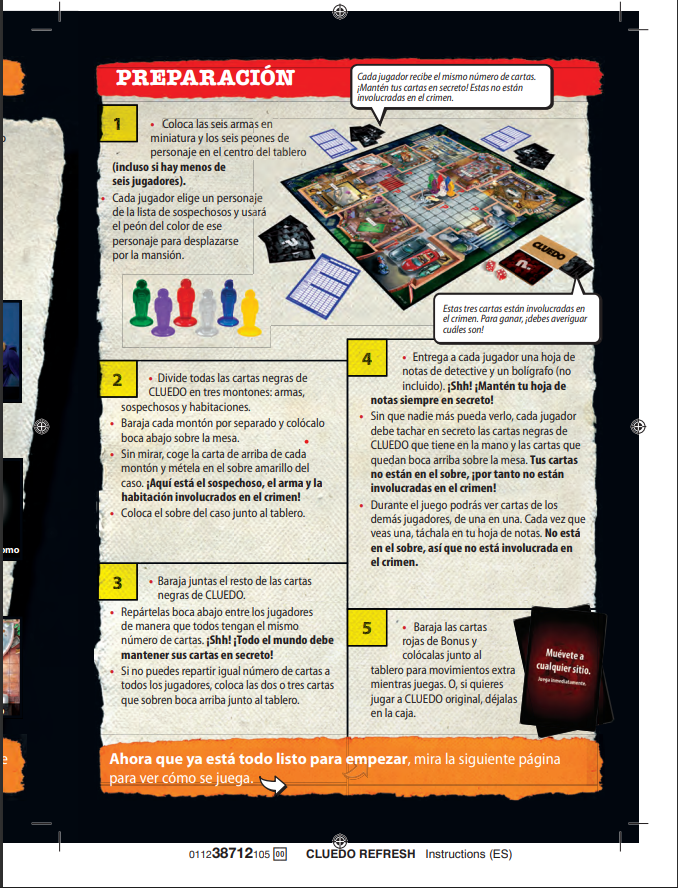 PREPARACIÓN
Cada jugador recibe el mismo número de cartas.
¡Mantén tus cartas en secreto! Estas no están
involucradas en el crimen.
1
• Coloca las seis armas en
miniatura y los seis peones de
personaje en el centro del tablero
(incluso si hay menos de
seis jugadores).
• Cada jugador elige un personaje
de la lista de sospechosos y usará
el peón del color de ese
personaje para desplazarse
por la mansión.
CLUEDO
Estas tres cartas están involucradas en
el crimen. Para ganar, ¡debes averiguar
cuáles son!
2
• Divide todas las cartas negras de
CLUEDO en tres montones: armas,
sospechosos y habitaciones.
• Baraja cada montón por separado y colócalo
boca abajo sobre la mesa.
• Sin mirar, coge la carta de arriba de cada
montón y métela en el sobre amarillo del
caso. ¡Aquí está el sospechoso, el arma y la
habitación involucrados en el crimen!
• Coloca el sobre del caso junto al tablero.
3
• Baraja juntas el resto de las cartas
negras de CLUEDO.
• Repártelas boca abajo entre los jugadores
de manera que todos tengan el mismo
número de cartas. ¡Shh! ¡Todo el mundo debe
mantener sus cartas en secreto!
• Si no puedes repartir igual número de cartas a
todos los jugadores, coloca las dos o tres cartas
que sobren boca arriba junto al tablero.
4
• Entrega a cada jugador una hoja de
notas de detective y un bolígrafo (no
incluido). ¡Shh! ¡Mantén tu hoja de
notas siempre en secreto!
• Sin que nadie más pueda verlo, cada jugador
debe tachar en secreto las cartas negras de
CLUEDO que tiene en la mano y las cartas que
quedan boca arriba sobre la mesa. Tus cartas
no están en el sobre, ¡por tanto no están
involucradas en el crimen!
• Durante el juego podrás ver cartas de los
demás jugadores, de una en una. Cada vez que
veas una, táchala en tu hoja de notas. No está
en el sobre, así que no está involucrada en
el crimen.
5
• Baraja las cartas
rojas de Bonus y
colócalas junto al
tablero para movimientos extra
mientras juegas. O, si quieres
jugar a CLUEDO original, déjalas
en la caja.
Muévete a
cualquier sitio.
Juega inmediatamente.
Ahora que ya está todo listo para empezar, mira la siguiente página
para ver cómo se juega.
omo
011238712105 00 CLUEDO REFRESH Instructions (ES)